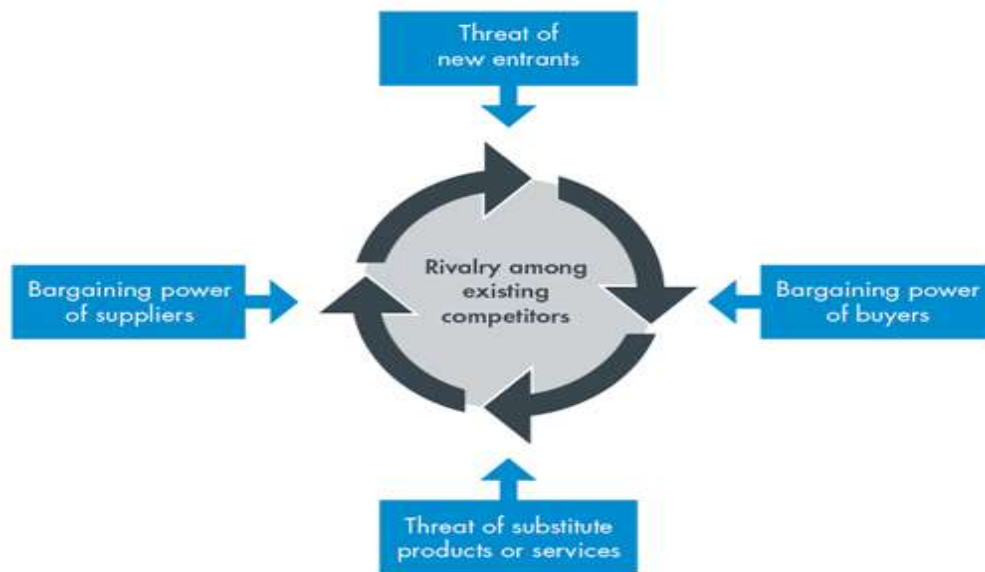 Threat of
new entrants
Bargaining power
of suppliers
Rivalry among
existing
competitors
Bargaining power
of buyers
Threat of substitute
products or services